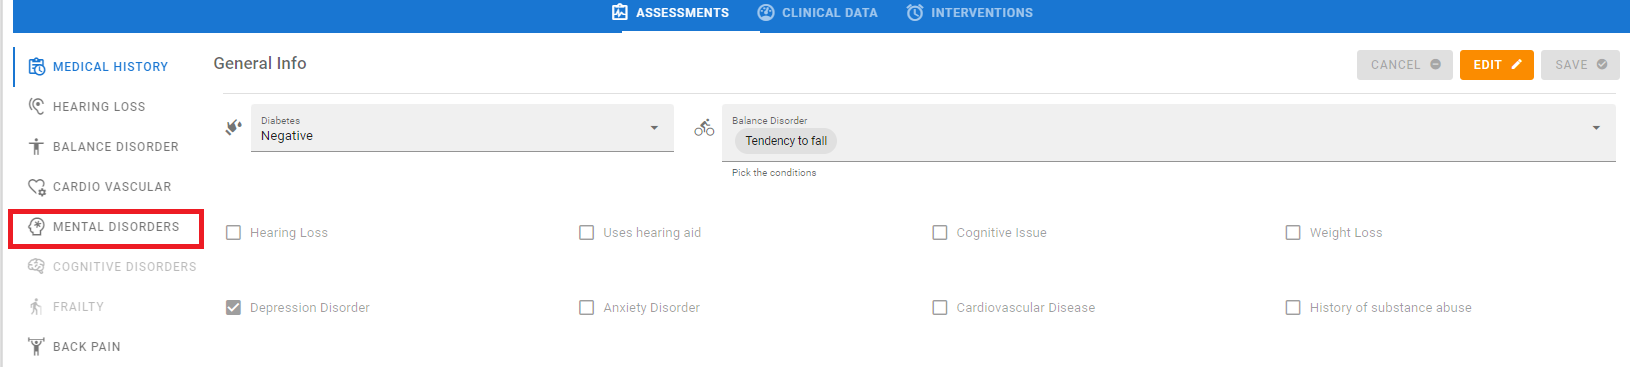 ASSESSMENTS CLINICAL DATA INTERVENTIONS
MEDICAL HISTORY
HEARING LOSS
BALANCE DISORDER
CARDIO VASCULAR
MENTAL DISORDERS
COGNITIVE DISORDERS
FRAILTY
BACK PAIN
General Info
CANCEL EDIT SAVE
Diabetes
Negative
Balance Disorder
Tendency to fall
Pick the conditions
Hearing Loss Uses hearing aid Cognitive Issue Weight Loss
Depression Disorder Anxiety Disorder Cardiovascular Disease History of substance abuse